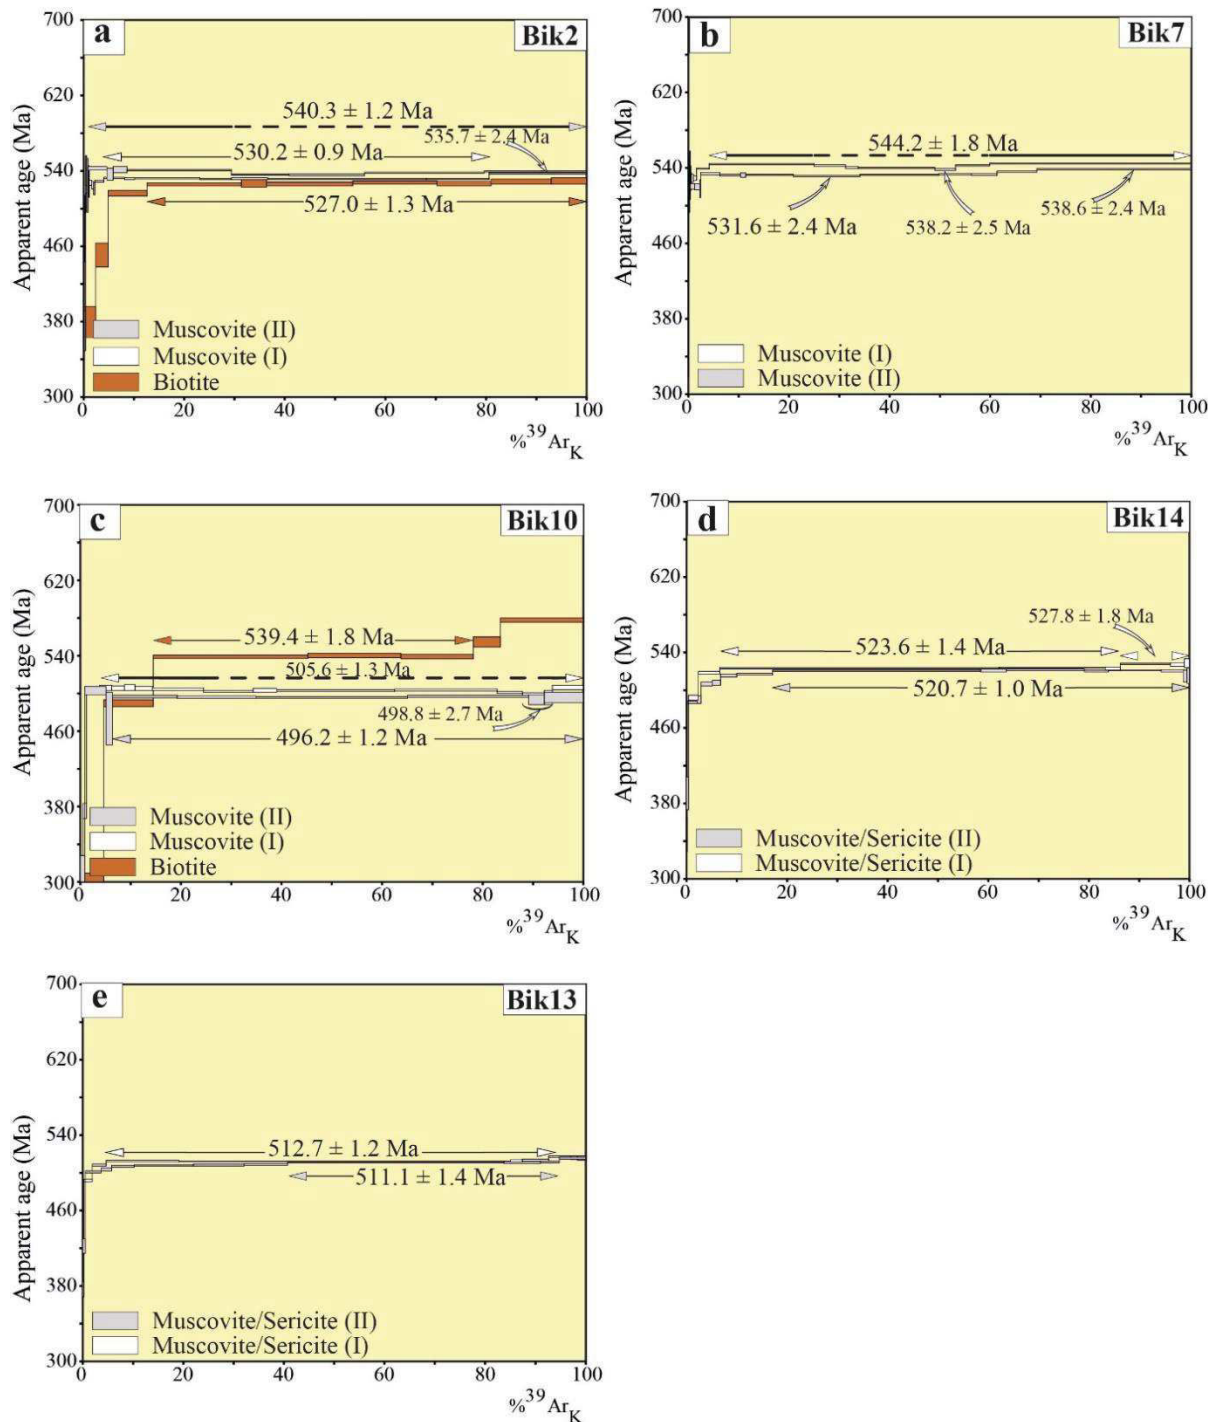 a
Bik2
700
620
540
460
380
300
Apparent age (Ma)
540.3 ± 1.2 Ma
535.7 ± 2.4 Ma
530.2 ± 0.9 Ma
527.0 ± 1.3 Ma
Muscovite (II)
Muscovite (I)
Biotite
0 20 40 60 80 100
%39ArK
b
Bik7
700
620
540
460
380
300
Apparent age (Ma)
544.2 ± 1.8 Ma
531.6 ± 2.4 Ma
538.2 ± 2.5 Ma
538.6 ± 2.4 Ma
Muscovite (I)
Muscovite (II)
0 20 40 60 80 100
%39ArK
c
Bik10
700
620
540
460
380
300
Apparent age (Ma)
539.4 ± 1.8 Ma
505.6 ± 1.3 Ma
498.8 ± 2.7 Ma
496.2 ± 1.2 Ma
Muscovite (II)
Muscovite (I)
Biotite
0 20 40 60 80 100
%39ArK
d
Bik14
700
620
540
460
380
300
Apparent age (Ma)
527.8 ± 1.8 Ma
523.6 ± 1.4 Ma
520.7 ± 1.0 Ma
Muscovite/Sericite (II)
Muscovite/Sericite (I)
0 20 40 60 80 100
%39ArK
e
Bik13
700
620
540
460
380
300
Apparent age (Ma)
512.7 ± 1.2 Ma
511.1 ± 1.4 Ma
Muscovite/Sericite (II)
Muscovite/Sericite (I)
0 20 40 60 80 100
%39ArK